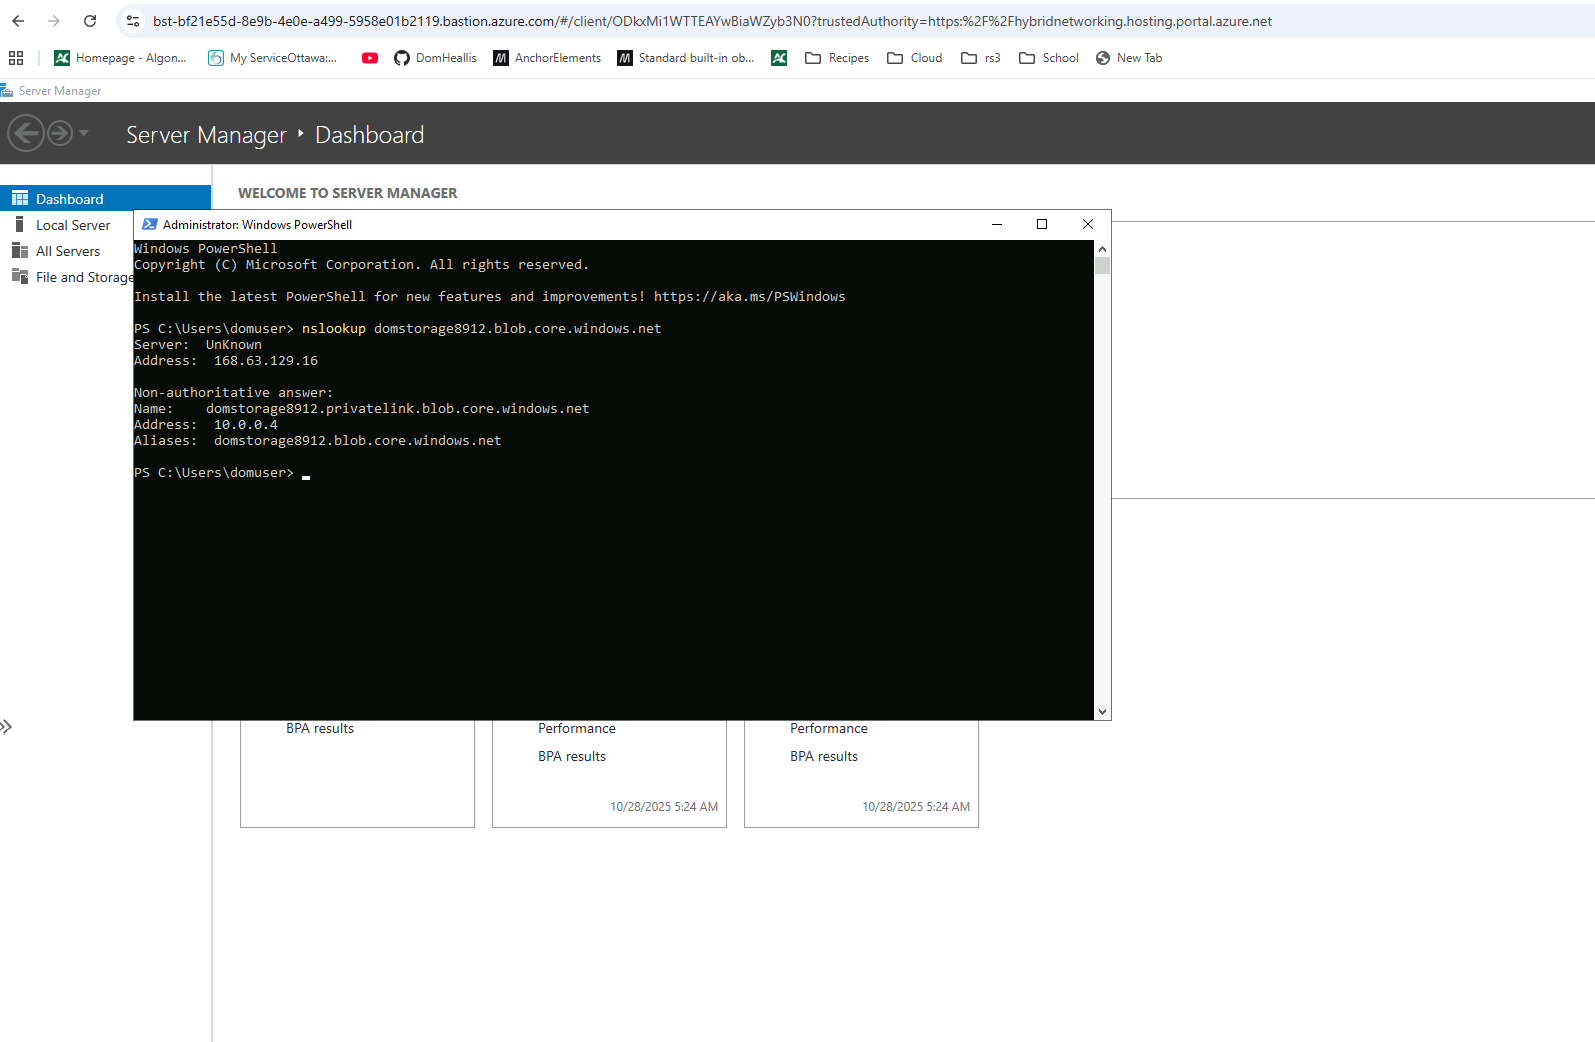 bst-bf21e55d-8e9b-4e0e-a499-5958e01b2119.bastion.azure.com/#/client/ODkxMi1WTTEAYwBiaWZyb3N0?trustedAuthority=https:%2F%2Fhybridnetworking.hosting.portal.azure.net
Homepage - Algon... My ServiceOttawa:... DomHeallis AnchorElements Standard built-in ob... Recipes Cloud rs3 School New Tab
Server Manager
Server Manager Dashboard
WELCOME TO SERVER MANAGER
Dashboard
Local Server
All Servers
File and Storage
Administrator: Windows PowerShell
Windows PowerShell
Copyright (C) Microsoft Corporation. All rights reserved.
Install the latest PowerShell for new features and improvements! https://aka.ms/PSWindows
PS C:\Users\domuser> nslookup domstorage8912.blob.core.windows.net
Server:  UnKnown
Address:  168.63.129.16
Non-authoritative answer:
Name:    domstorage8912.privatelink.blob.core.windows.net
Address:  10.0.0.4
Aliases:  domstorage8912.blob.core.windows.net
PS C:\Users\domuser>
BPA results
Performance
BPA results
10/28/2025 5:24 AM
Performance
BPA results
10/28/2025 5:24 AM